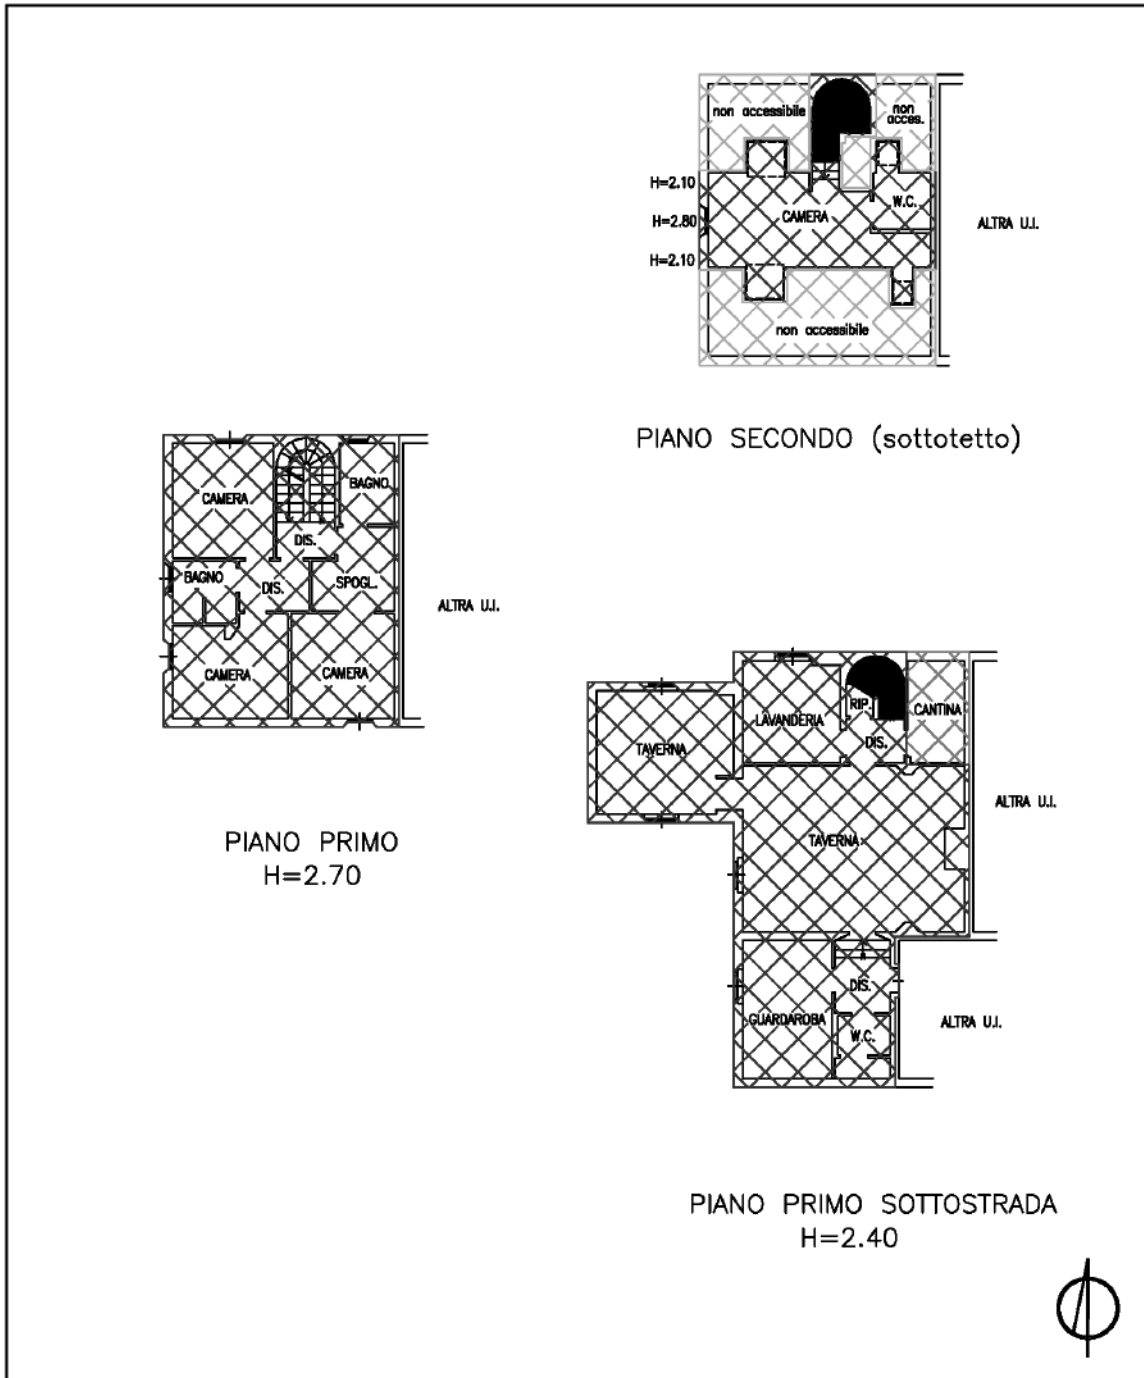 non accessibile
non
acces.
H=2.10
W.C.
H=2.80
CAMERA
ALTRA U.I.
H=2.10
non accessibile
PIANO SECONDO (sottotetto)
CAMERA
BAGNO
DIS.
BAGNO
DIS.
SPOGL.
ALTRA U.I.
CAMERA
CAMERA
PIANO PRIMO
H=2.70
LAVANDERIA
RIP.
CANTINA
DIS.
TAVERNA
ALTRA U.I.
TAVERNA
DIS.
GUARDAROBA
W.C.
ALTRA U.I.
PIANO PRIMO SOTTOSTRADA
H=2.40